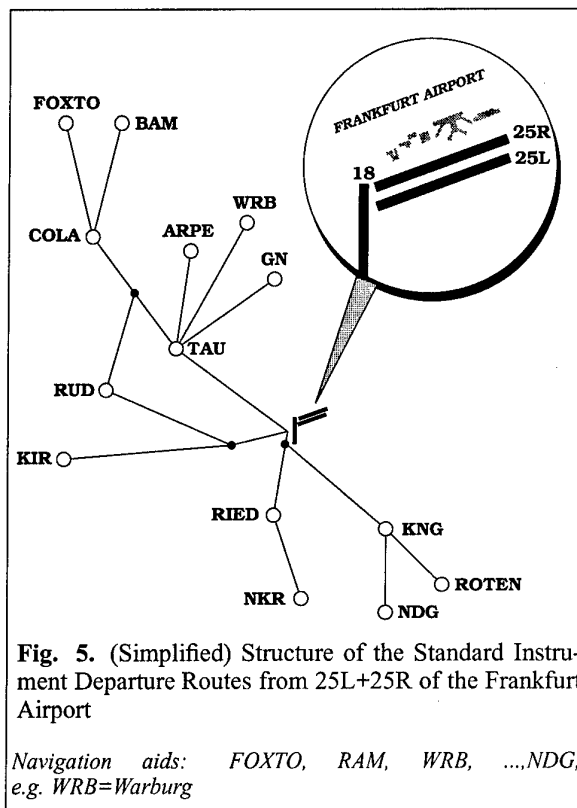 FOXTO
BAM
FRANKFURT AIRPORT
25R
25L
18
WRB
ARPE
GN
COLA
TAU
RUD
KIR
RIED
KNG
ROTEN
NKR
NDG
Fig. 5. (Simplified) Structure of the Standard Instru-
ment Departure Routes from 25L+25R of the Frankfurt
Airport
Navigation aids: FOXTO, RAM, WRB, ...,NDG,
e.g. WRB=Warburg